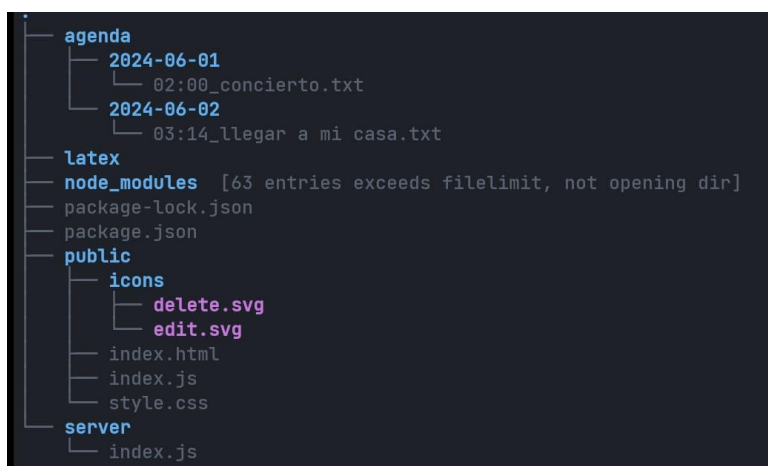 .
├── agenda
│   ├── 2024-06-01
│   │   └── 02:00_concierto.txt
│   └── 2024-06-02
│       └── 03:14_llegar a mi casa.txt
├── latex
├── node_modules  [63 entries exceeds filelimit, not opening dir]
├── package-lock.json
├── package.json
├── public
│   ├── icons
│   │   ├── delete.svg
│   │   └── edit.svg
│   ├── index.html
│   ├── index.js
│   └── style.css
└── server
    └── index.js